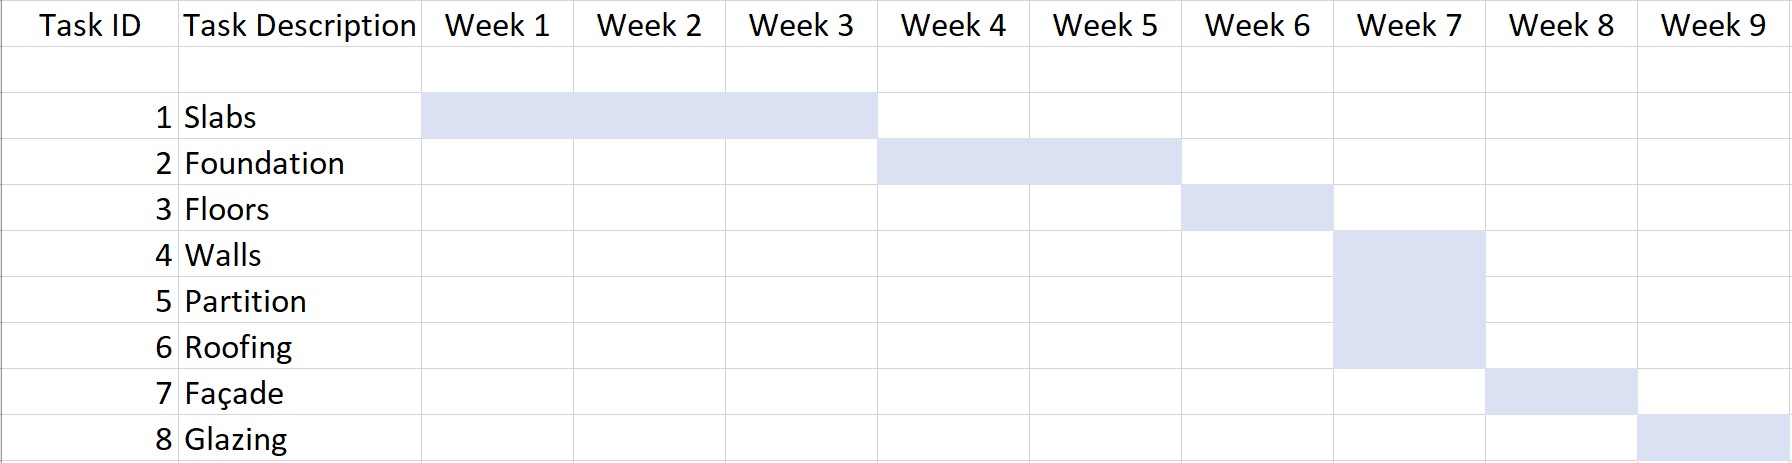 Task ID Task Description Week 1 Week 2 Week 3 Week 4 Week 5 Week 6 Week 7 Week 8 Week 9
1 Slabs
2 Foundation
3 Floors
4 Walls
5 Partition
6 Roofing
7 Façade
8 Glazing